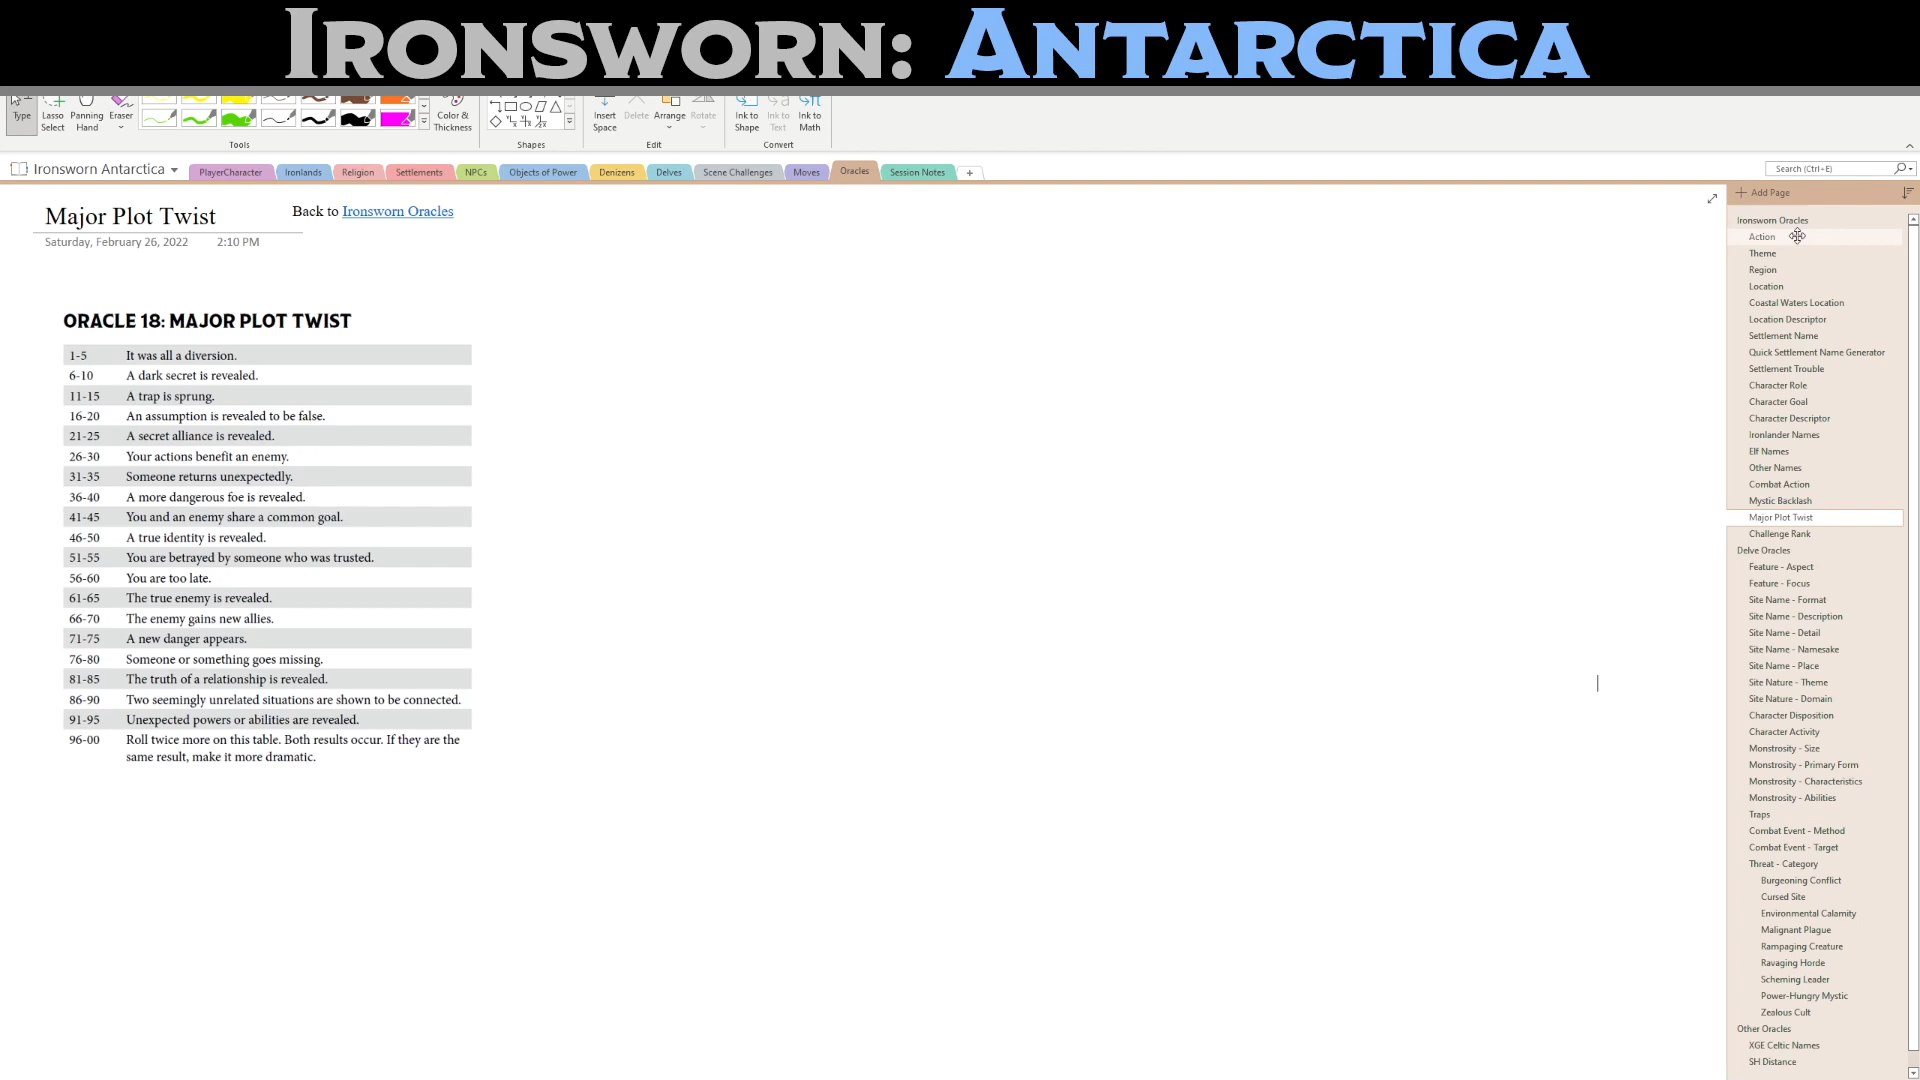 IRONSWORN: ANTARCTICA
Type
Lasso Select
Panning Hand
Eraser
Color & Thickness
Insert Space
Delete
Arrange
Rotate
Ink to Shape
Ink to Text
Ink to Math
Tools
Shapes
Edit
Convert
Ironsworn Antarctica
PlayerCharacter
Ironlands
Religion
Settlements
NPCs
Objects of Power
Denizens
Delves
Scene Challenges
Moves
Oracles
Session Notes
Search (Ctrl+E)
Major Plot Twist
Back to Ironsworn Oracles
Saturday, February 26, 2022 2:10 PM
ORACLE 18: MAJOR PLOT TWIST
1-5 It was all a diversion.
6-10 A dark secret is revealed.
11-15 A trap is sprung.
16-20 An assumption is revealed to be false.
21-25 A secret alliance is revealed.
26-30 Your actions benefit an enemy.
31-35 Someone returns unexpectedly.
36-40 A more dangerous foe is revealed.
41-45 You and an enemy share a common goal.
46-50 A true identity is revealed.
51-55 You are betrayed by someone who was trusted.
56-60 You are too late.
61-65 The true enemy is revealed.
66-70 The enemy gains new allies.
71-75 A new danger appears.
76-80 Someone or something goes missing.
81-85 The truth of a relationship is revealed.
86-90 Two seemingly unrelated situations are shown to be connected.
91-95 Unexpected powers or abilities are revealed.
96-00 Roll twice more on this table. Both results occur. If they are the
same result, make it more dramatic.
Add Page
Ironsworn Oracles
Action
Theme
Region
Location
Coastal Waters Location
Location Descriptor
Settlement Name
Quick Settlement Name Generator
Settlement Trouble
Character Role
Character Goal
Character Descriptor
Ironlander Names
Elf Names
Other Names
Combat Action
Mystic Backlash
Major Plot Twist
Challenge Rank
Delve Oracles
Feature - Aspect
Feature - Focus
Site Name - Format
Site Name - Description
Site Name - Detail
Site Name - Namesake
Site Name - Place
Site Nature - Theme
Site Nature - Domain
Character Disposition
Character Activity
Monstrosity - Size
Monstrosity - Primary Form
Monstrosity - Characteristics
Monstrosity - Abilities
Traps
Combat Event - Method
Combat Event - Target
Threat - Category
Burgeoning Conflict
Cursed Site
Environmental Calamity
Malignant Plague
Rampaging Creature
Ravaging Horde
Scheming Leader
Power-Hungry Mystic
Zealous Cult
Other Oracles
XGE Celtic Names
SH Distance